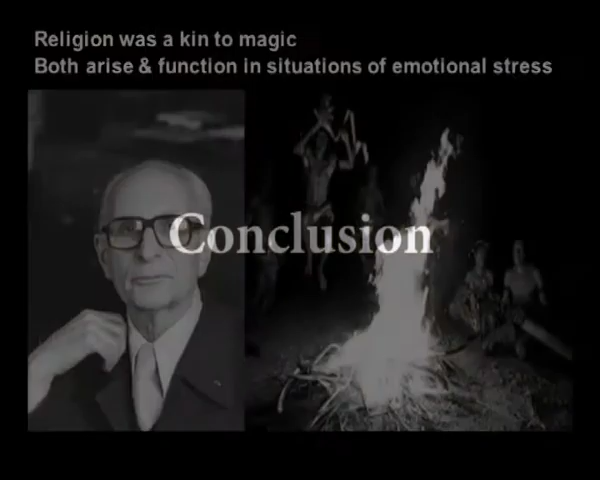 Religion was a kin to magic
Both arise & function in situations of emotional stress
Conclusion